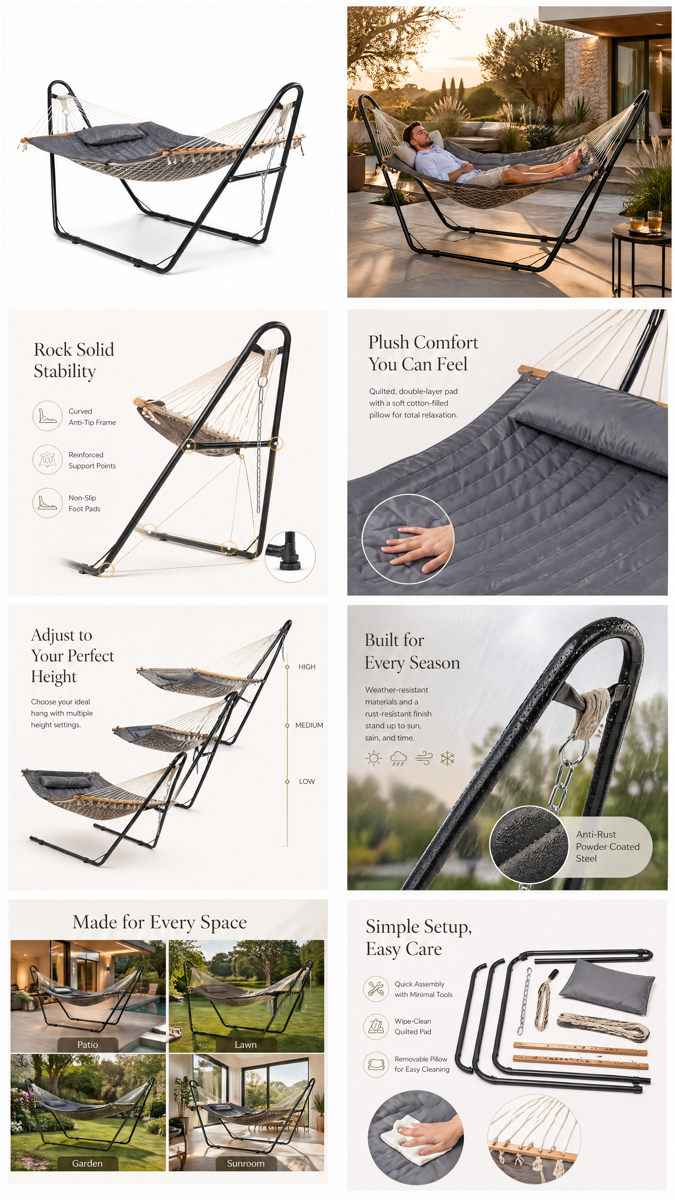 Rock Solid
Stability
Curved
Anti-Tip Frame
Reinforced
Support Points
Non-Slip
Foot Pads
Plush Comfort
You Can Feel
Quilted, double-layer pad
with a soft cotton-filled
pillow for total relaxation.
Adjust to
Your Perfect
Height
Choose your ideal
hang with multiple
height settings.
HIGH
MEDIUM
LOW
Built for
Every Season
Weather-resistant
materials and a
rust-resistant finish
stand up to sun,
sain, and time.
Anti-Rust
Powder Coated
Steel
Made for Every Space
Patio
Lawn
Garden
Sunroom
Simple Setup,
Easy Care
Quick Assembly
with Minimal Tools
Wipe-Clean
Quilted Pad
Removable Pillow
for Easy Cleaning